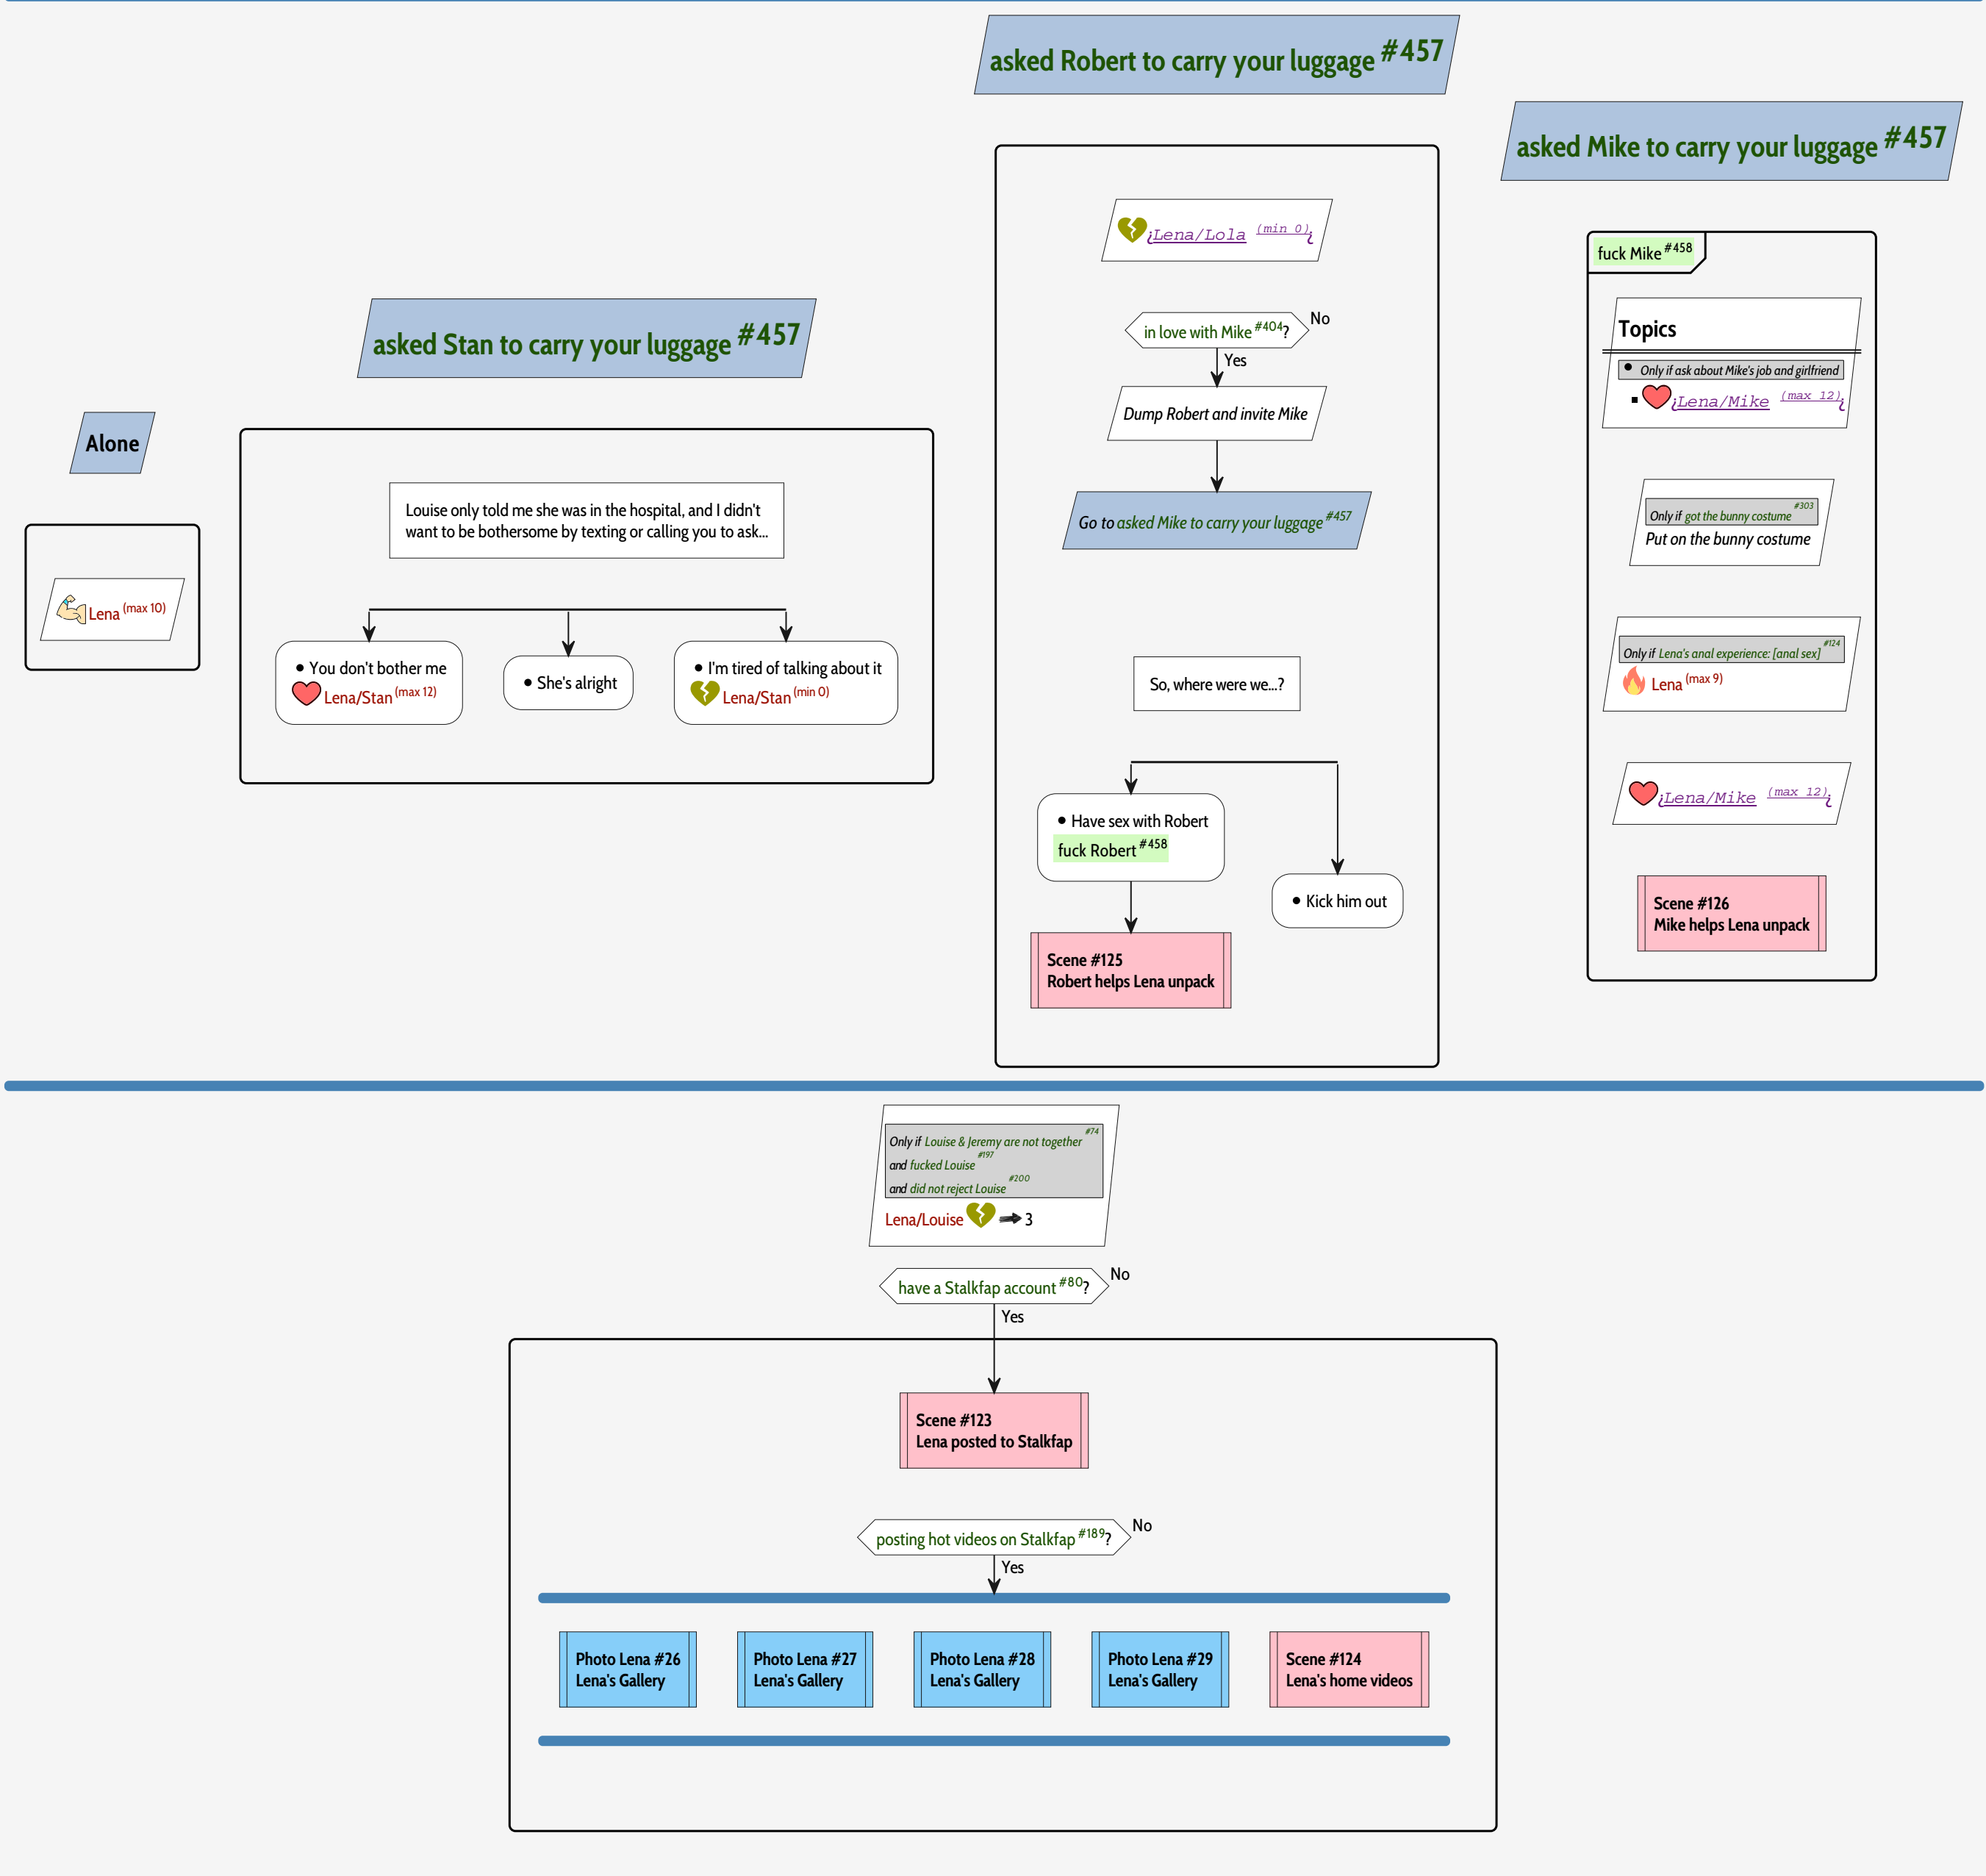 asked Robert to carry your luggage #457
asked Mike to carry your luggage #457
asked Stan to carry your luggage #457
Alone
Lena (max 10)
Louise only told me she was in the hospital, and I didn't
want to be bothersome by texting or calling you to ask...
• You don't bother me
Lena/Stan (max 12)
• She's alright
• I'm tired of talking about it
Lena/Stan (min 0)
¿Lena/Lola (min 0)¿
in love with Mike #404?
No
Yes
Dump Robert and invite Mike
Go to asked Mike to carry your luggage #457
So, where were we...?
• Have sex with Robert
fuck Robert #458
• Kick him out
Scene #125
Robert helps Lena unpack
fuck Mike #458
Topics
• Only if ask about Mike's job and girlfriend
▪ ¿Lena/Mike (max 12)¿
Only if got the bunny costume #303
Put on the bunny costume
Only if Lena's anal experience: [anal sex] #124
Lena (max 9)
¿Lena/Mike (max 12)¿
Scene #126
Mike helps Lena unpack
Only if Louise & Jeremy are not together #74
and fucked Louise #197
and did not reject Louise #200
Lena/Louise ➡ 3
have a Stalkfap account #80?
No
Yes
Scene #123
Lena posted to Stalkfap
posting hot videos on Stalkfap #189?
No
Yes
Photo Lena #26
Lena's Gallery
Photo Lena #27
Lena's Gallery
Photo Lena #28
Lena's Gallery
Photo Lena #29
Lena's Gallery
Scene #124
Lena's home videos